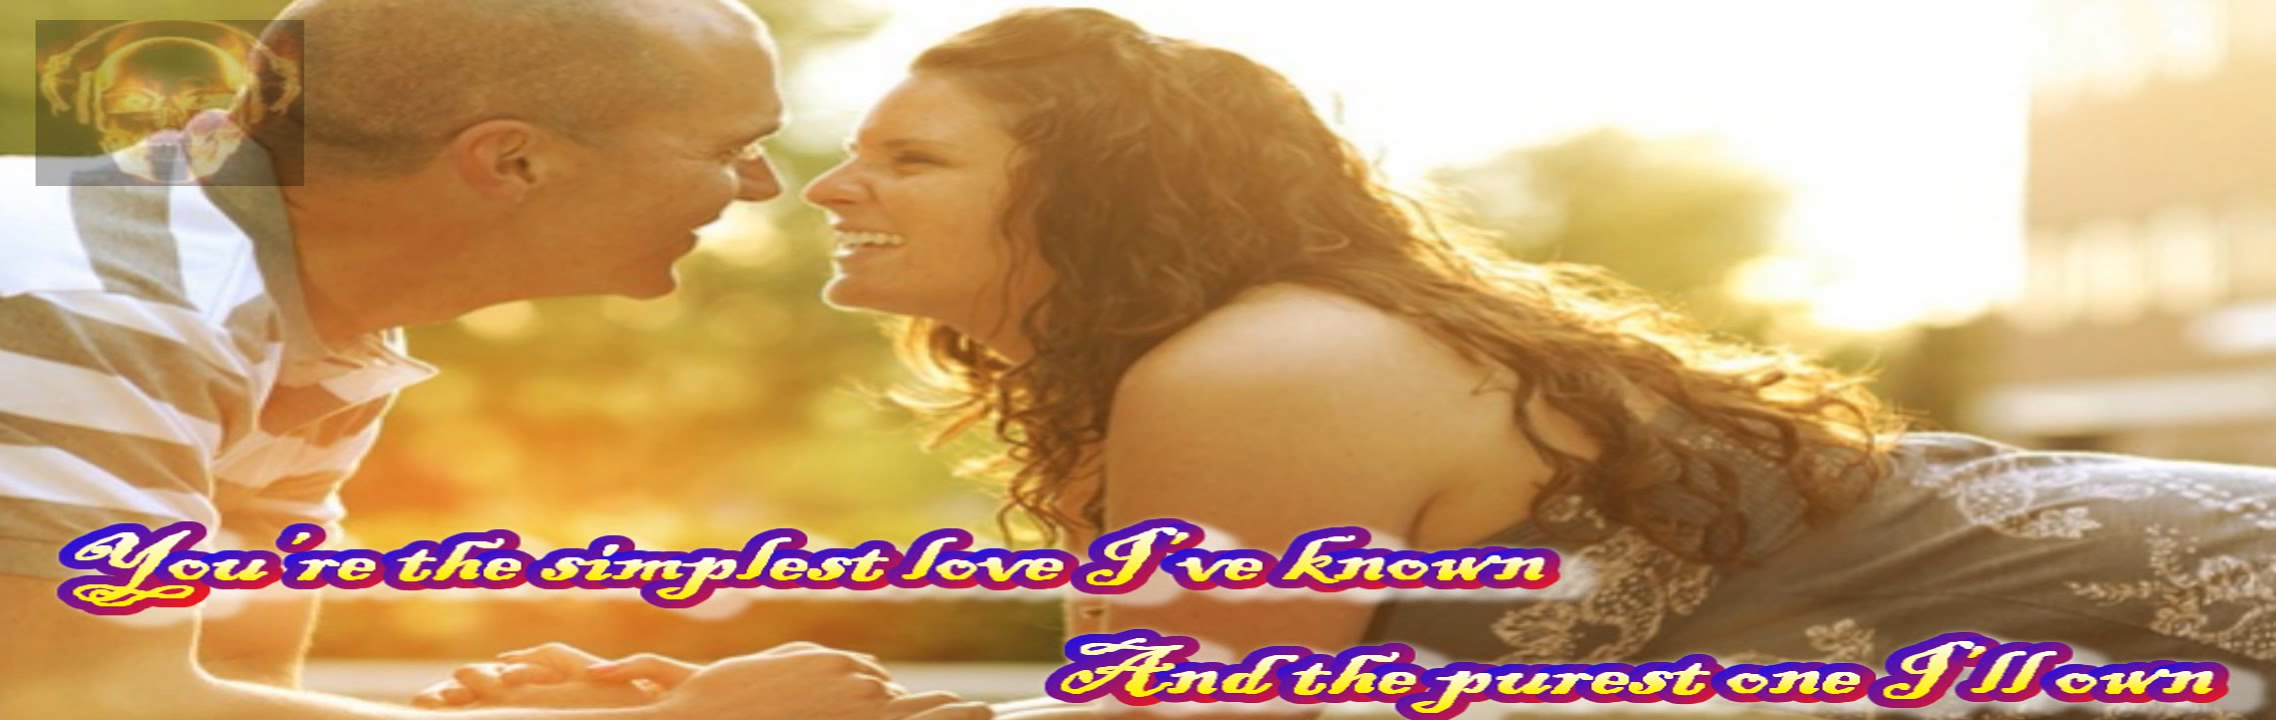 You're the simplest love I've known
And the purest one I'll own